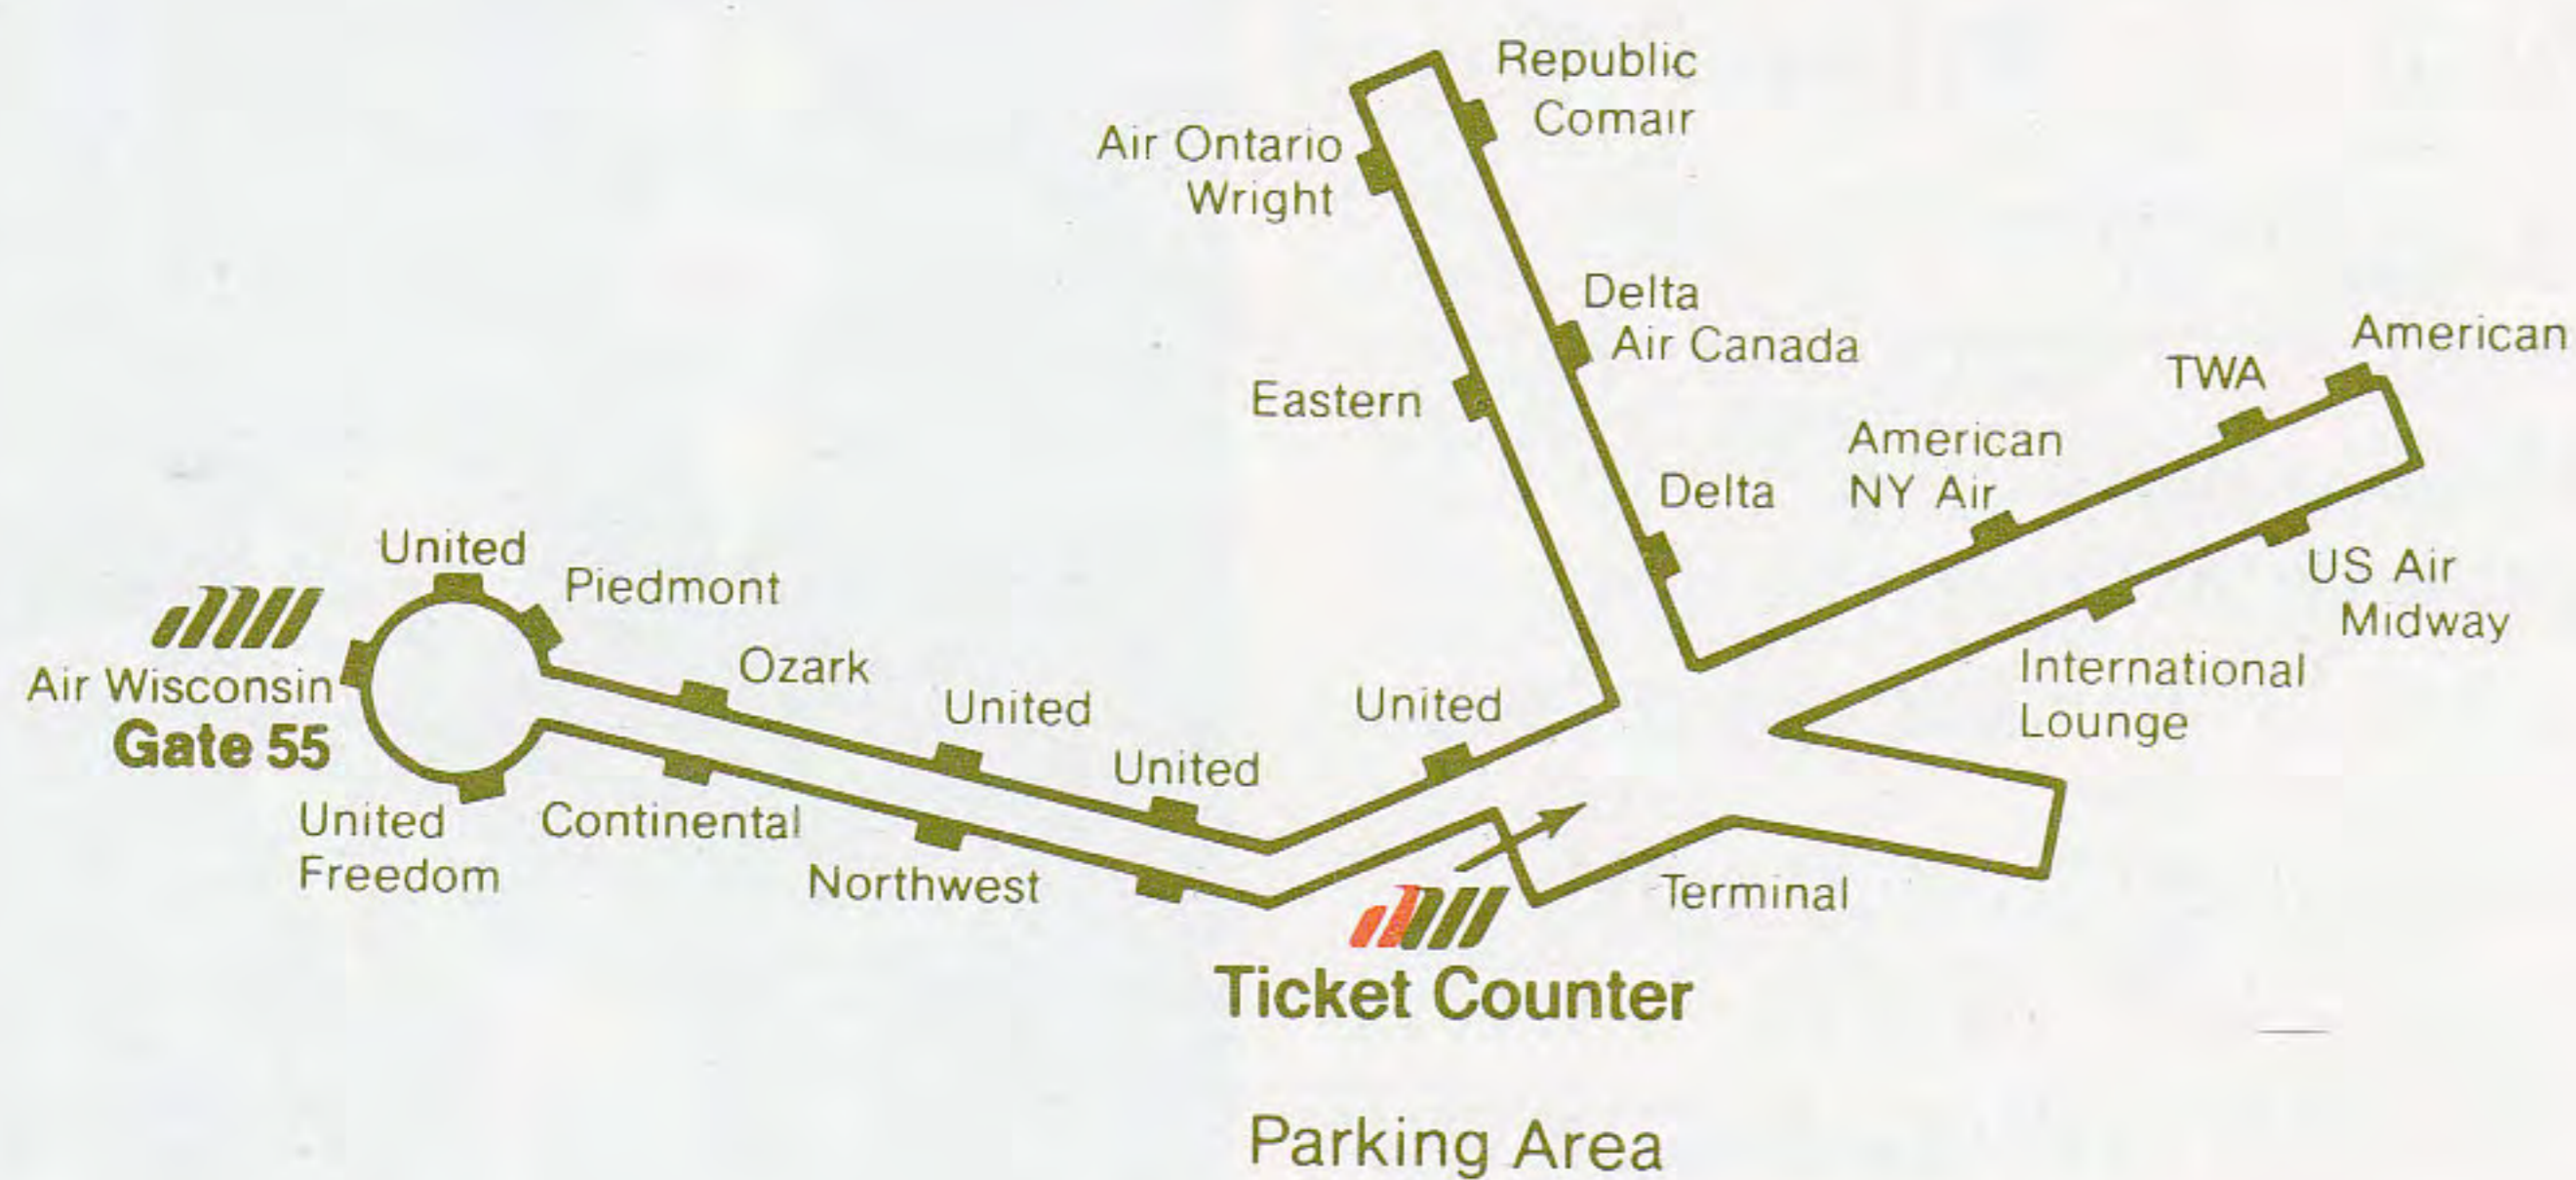 Republic
Comair
Air Ontario
Wright
Delta
Air Canada
Eastern
American
TWA
American
NY Air
Delta
US Air
Midway
International
Lounge
United
Piedmont
Ozark
United
United
United
Air Wisconsin
Gate 55
United
Freedom
Continental
Northwest
Terminal
Ticket Counter
Parking Area